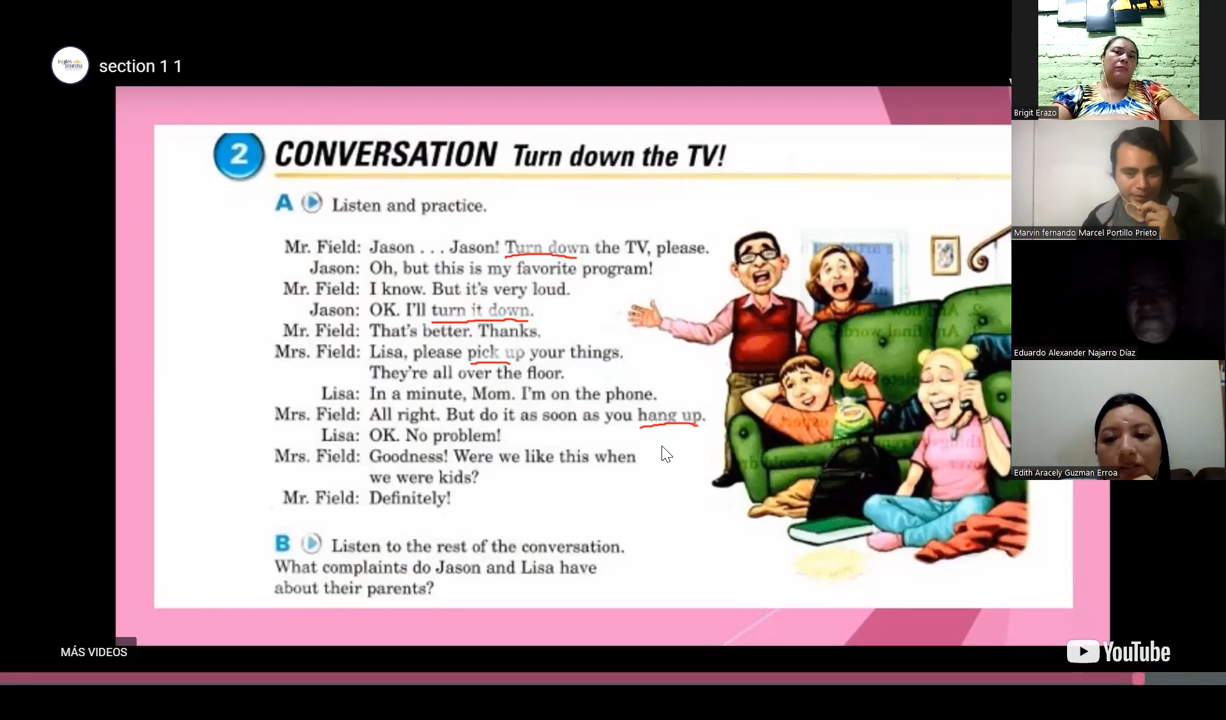 section 1 1
2 CONVERSATION Turn down the TV!
A Listen and practice.
Mr. Field: Jason . . . Jason! Turn down the TV, please.
Jason: Oh, but this is my favorite program!
Mr. Field: I know. But it's very loud.
Jason: OK. I'll turn it down.
Mr. Field: That's better. Thanks.
Mrs. Field: Lisa, please pick up your things.
They're all over the floor.
Lisa: In a minute, Mom. I'm on the phone.
Mrs. Field: All right. But do it as soon as you hang up.
Lisa: OK. No problem!
Mrs. Field: Goodness! Were we like this when
we were kids?
Mr. Field: Definitely!
B Listen to the rest of the conversation.
What complaints do Jason and Lisa have
about their parents?
MÁS VIDEOS
YouTube
Brigit Erazo
Marvin fernando Marcel Portillo Prieto
Eduardo Alexander Najarro Díaz
Edith Aracely Guzman Erroa